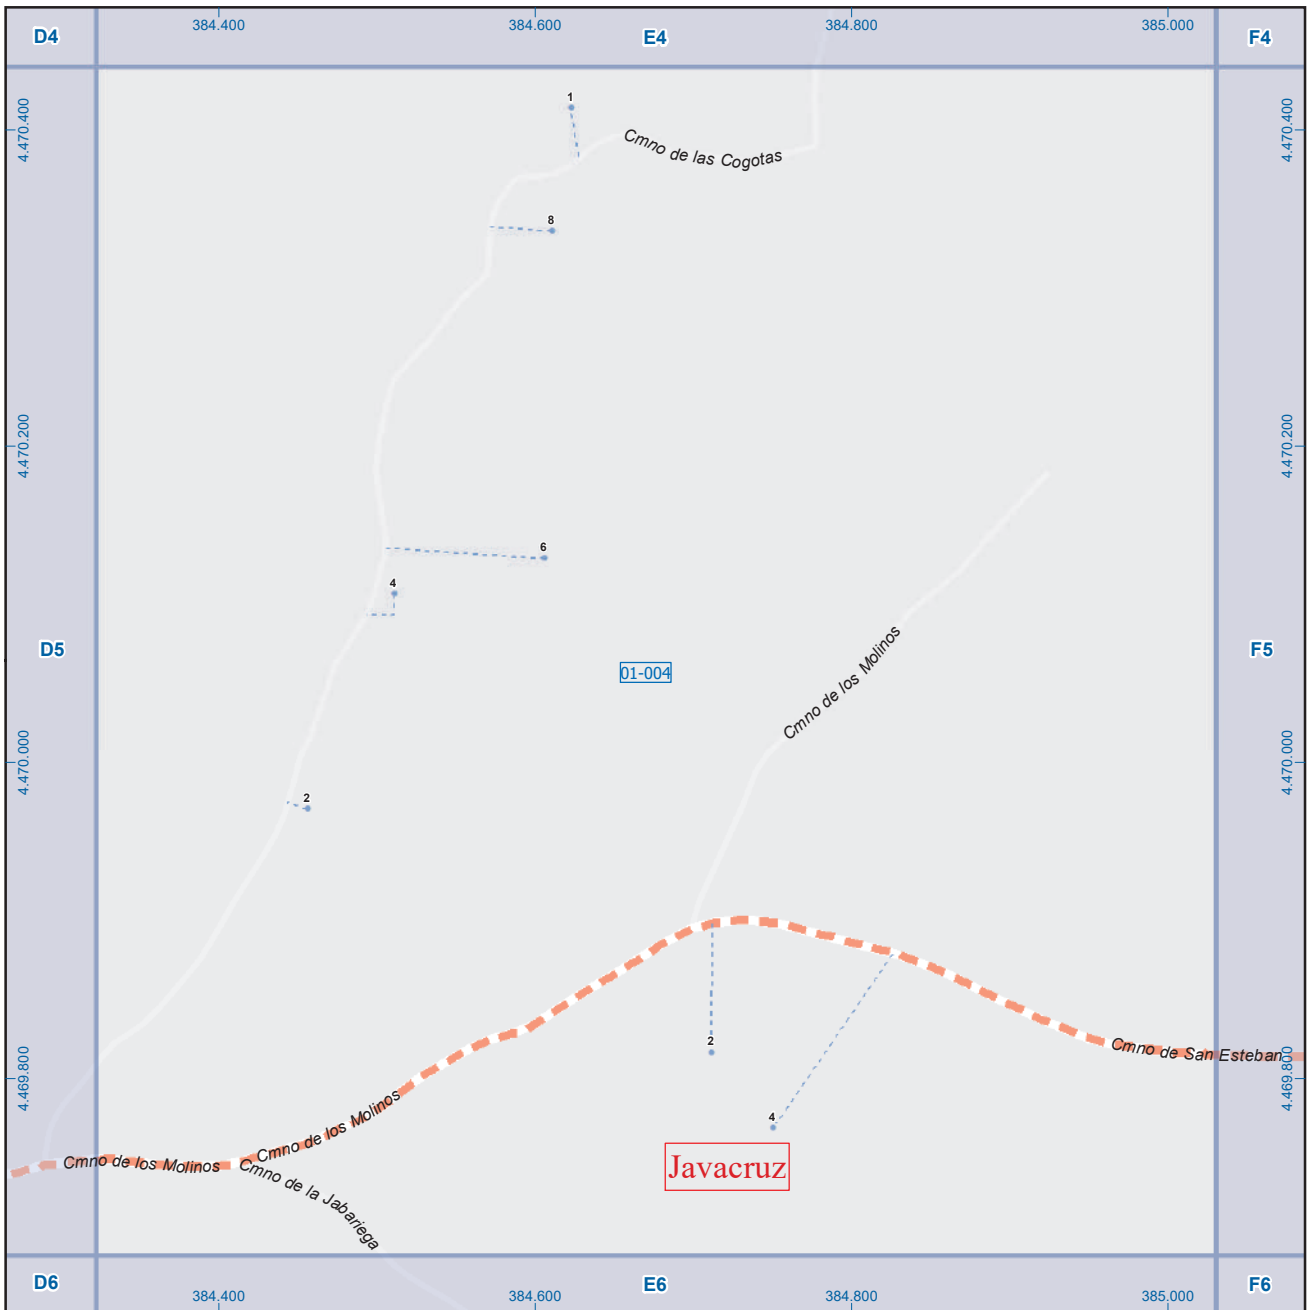 384.400
384.600
384.800
385.000
D4
E4
F4
4.470.400
1
Cmno de las Cogotas
4.470.400
8
4.470.200
4.470.200
6
4
Cmno de los Molinos
D5
01-004
F5
4.470.000
4.470.000
2
2
Cmno de San Esteban
4.469.800
4.469.800
4
Cmno de los Molinos
Cmno de los Molinos
Javacruz
Cmno de la Jabariega
D6
E6
F6
384.400
384.600
384.800
385.000